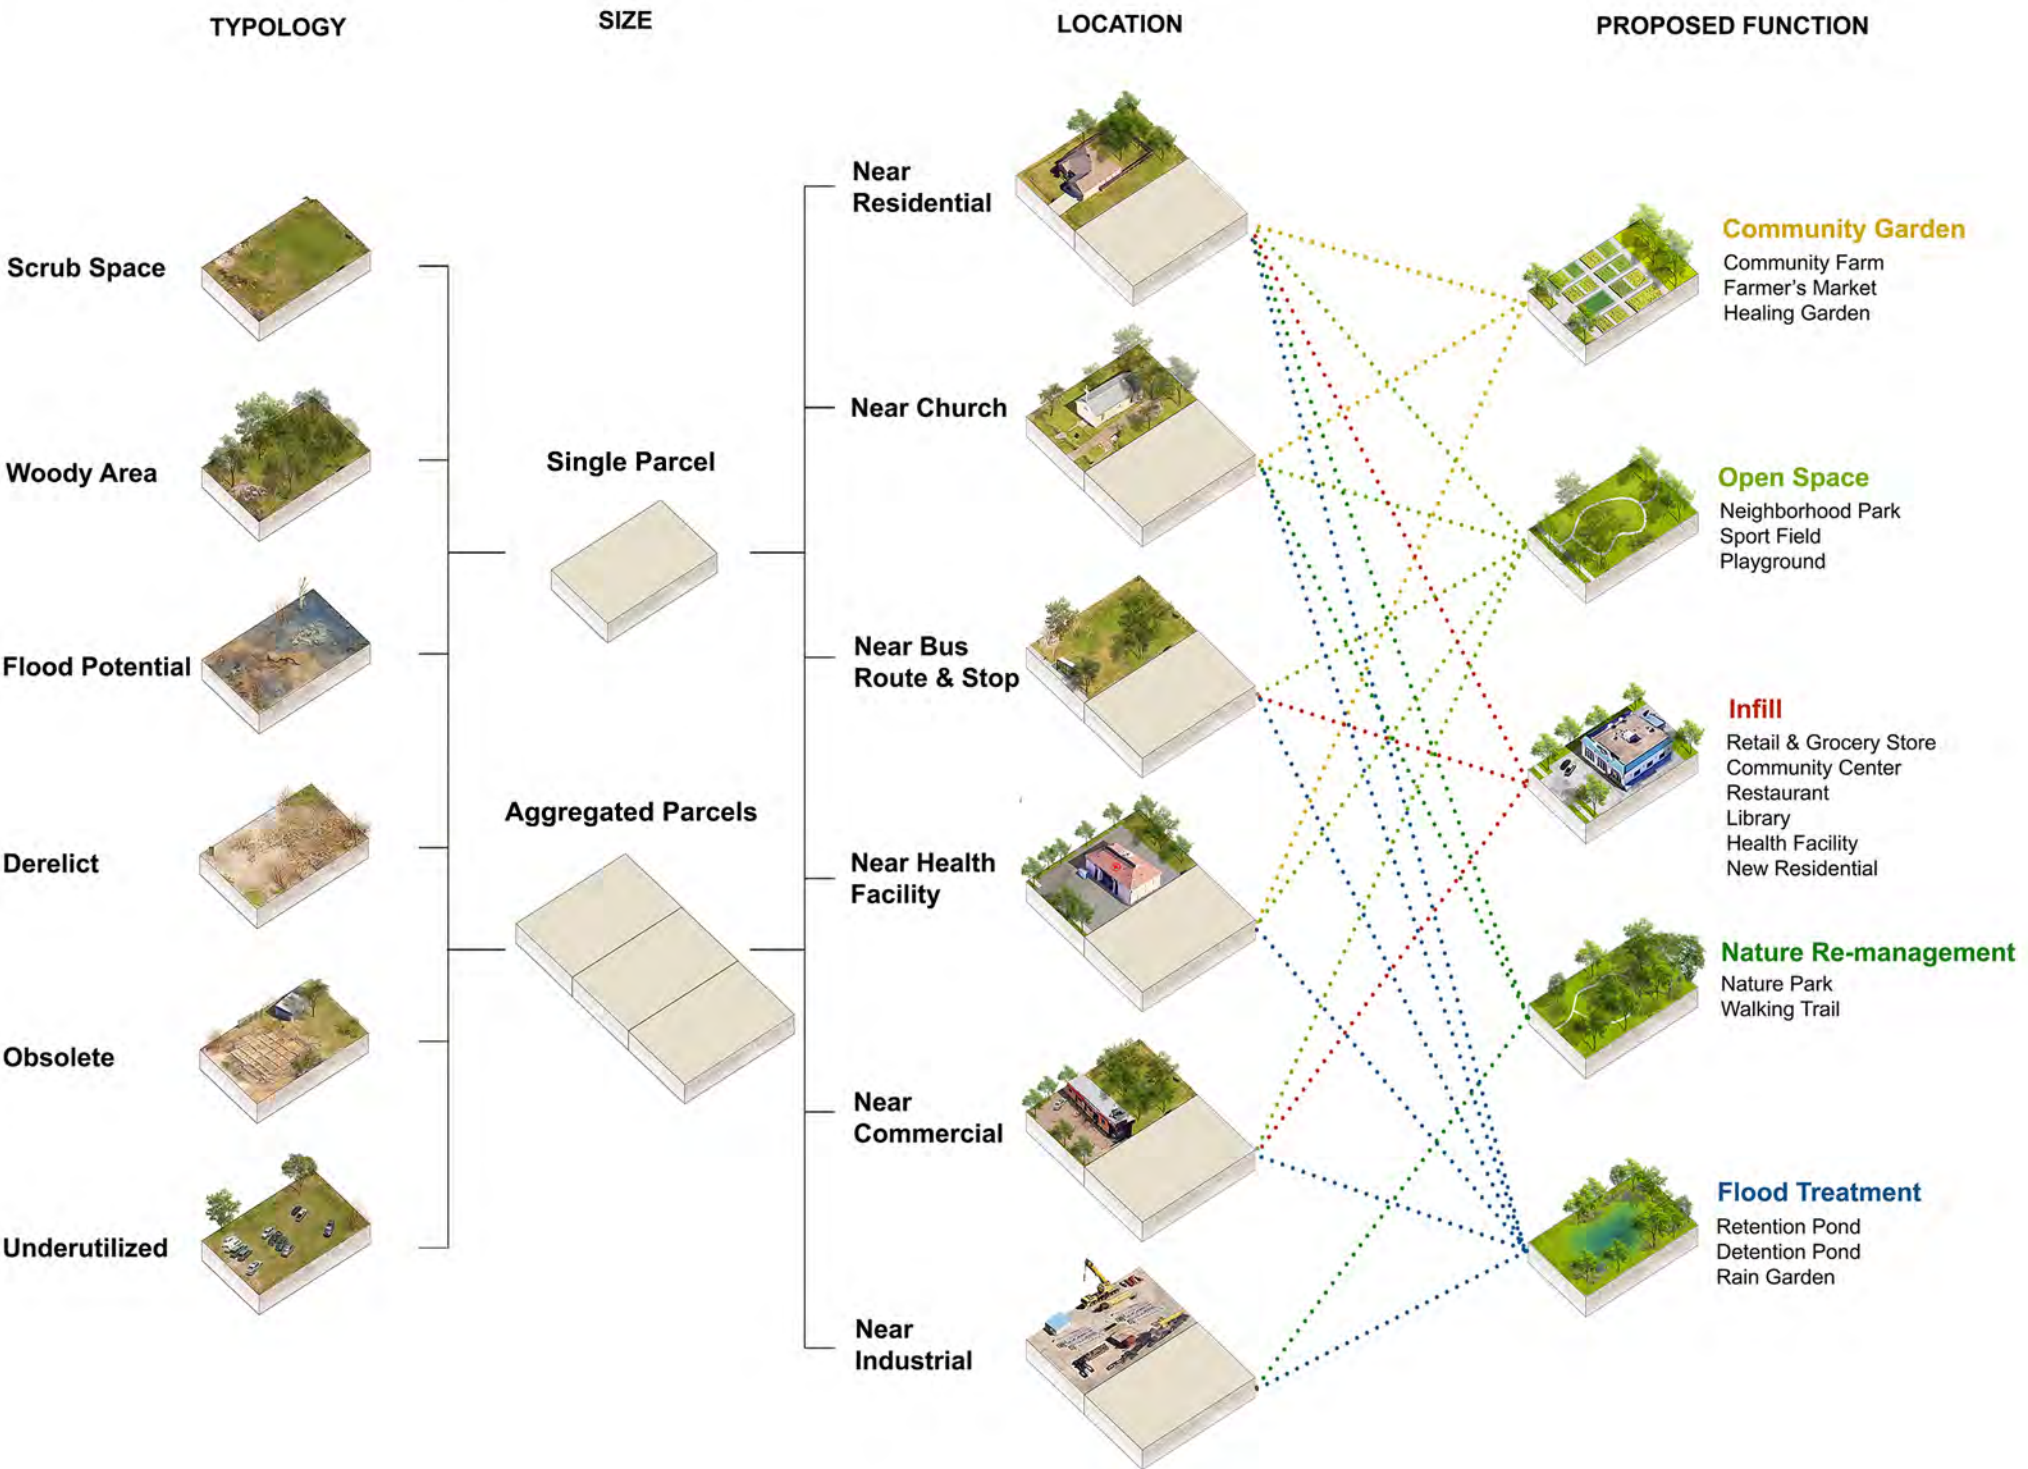 TYPOLOGY
SIZE
LOCATION
PROPOSED FUNCTION
Scrub Space
Woody Area
Flood Potential
Derelict
Obsolete
Underutilized
Single Parcel
Aggregated Parcels
Near
Residential
Near Church
Near Bus
Route & Stop
Near Health
Facility
Near
Commercial
Near
Industrial
Community Garden
Community Farm
Farmer's Market
Healing Garden
Open Space
Neighborhood Park
Sport Field
Playground
Infill
Retail & Grocery Store
Community Center
Restaurant
Library
Health Facility
New Residential
Nature Re-management
Nature Park
Walking Trail
Flood Treatment
Retention Pond
Detention Pond
Rain Garden